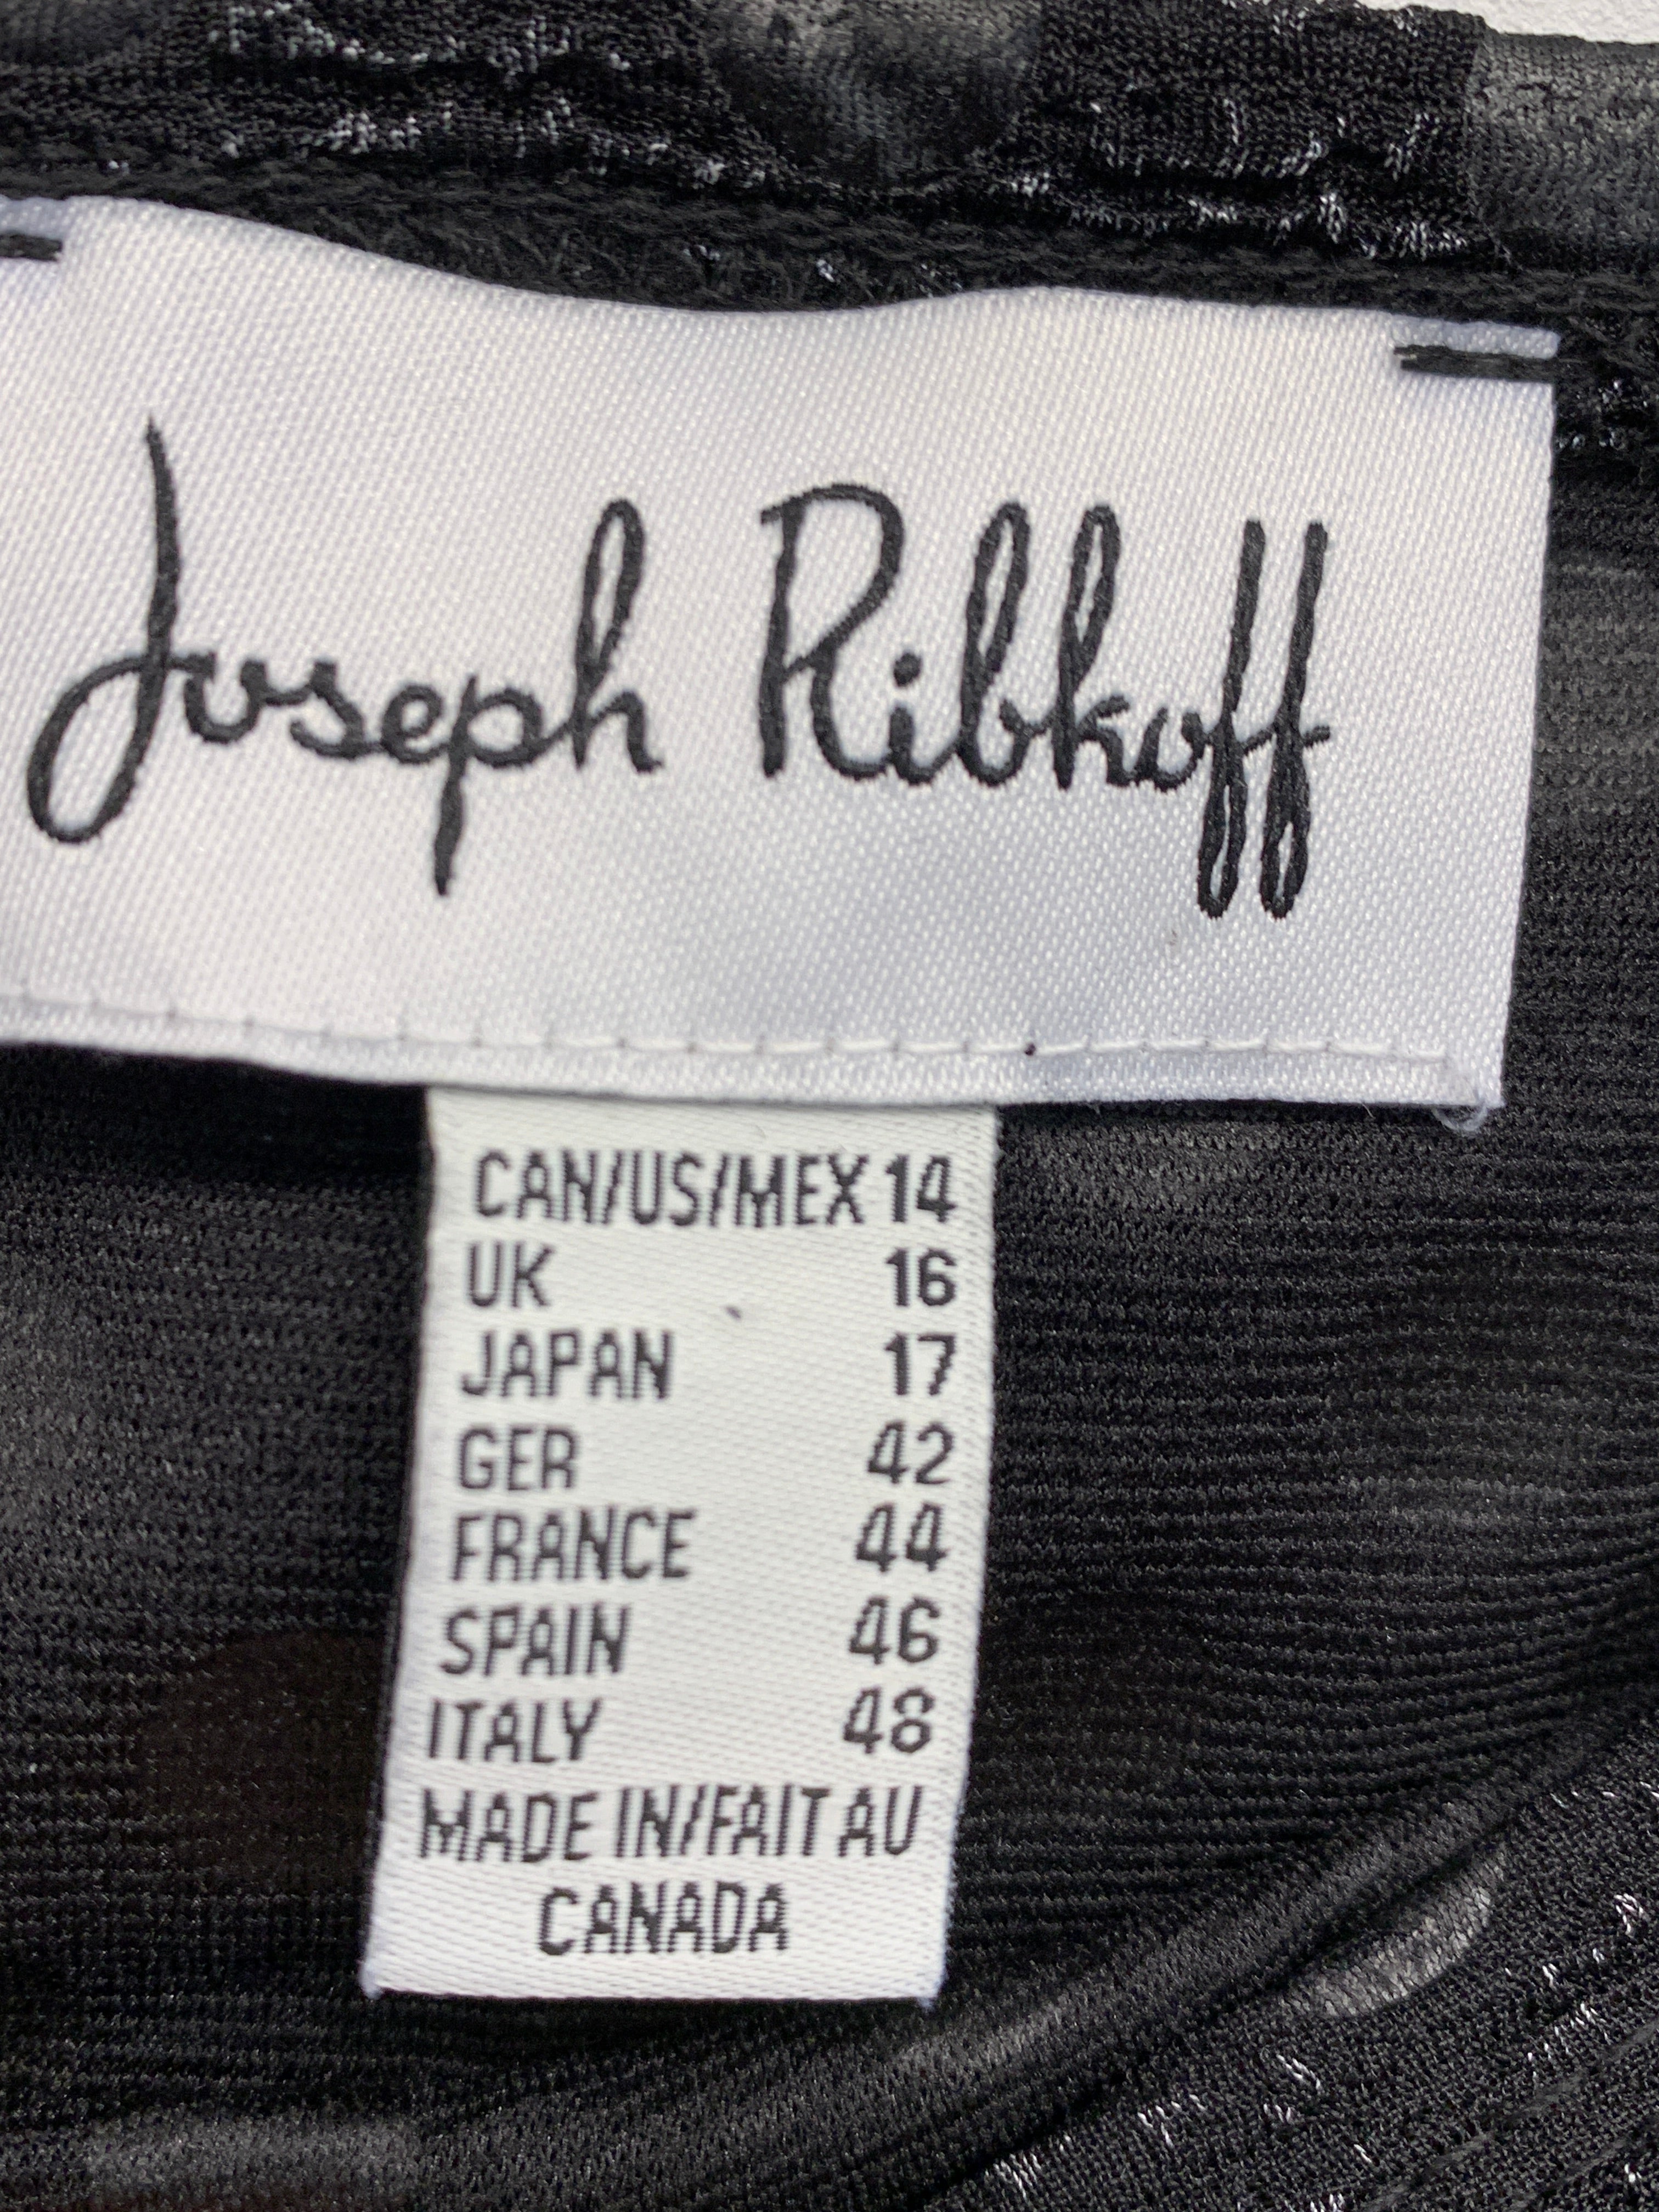 Joseph Ribkoff
CAN/US/MEX 14
UK 16
JAPAN 17
GER 42
FRANCE 44
SPAIN 46
ITALY 48
MADE IN/FAIT AU
CANADA